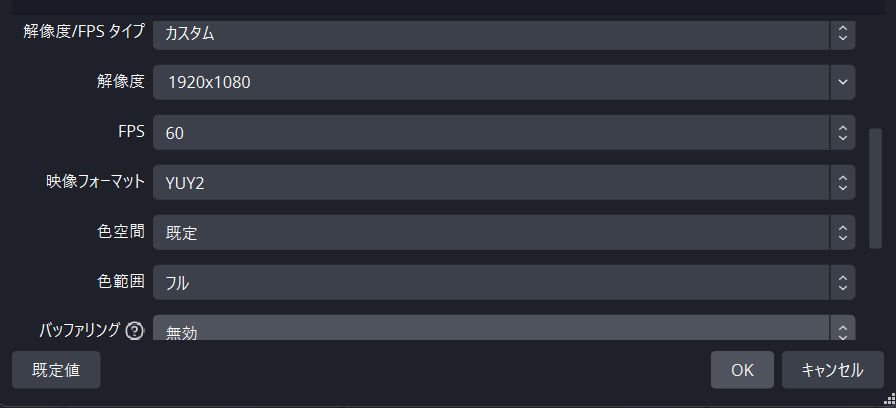 解像度/FPS タイプ カスタム
解像度 1920x1080
FPS 60
映像フォーマット YUY2
色空間 既定
色範囲 フル
バッファリング ? 無効
既定値 OK キャンセル